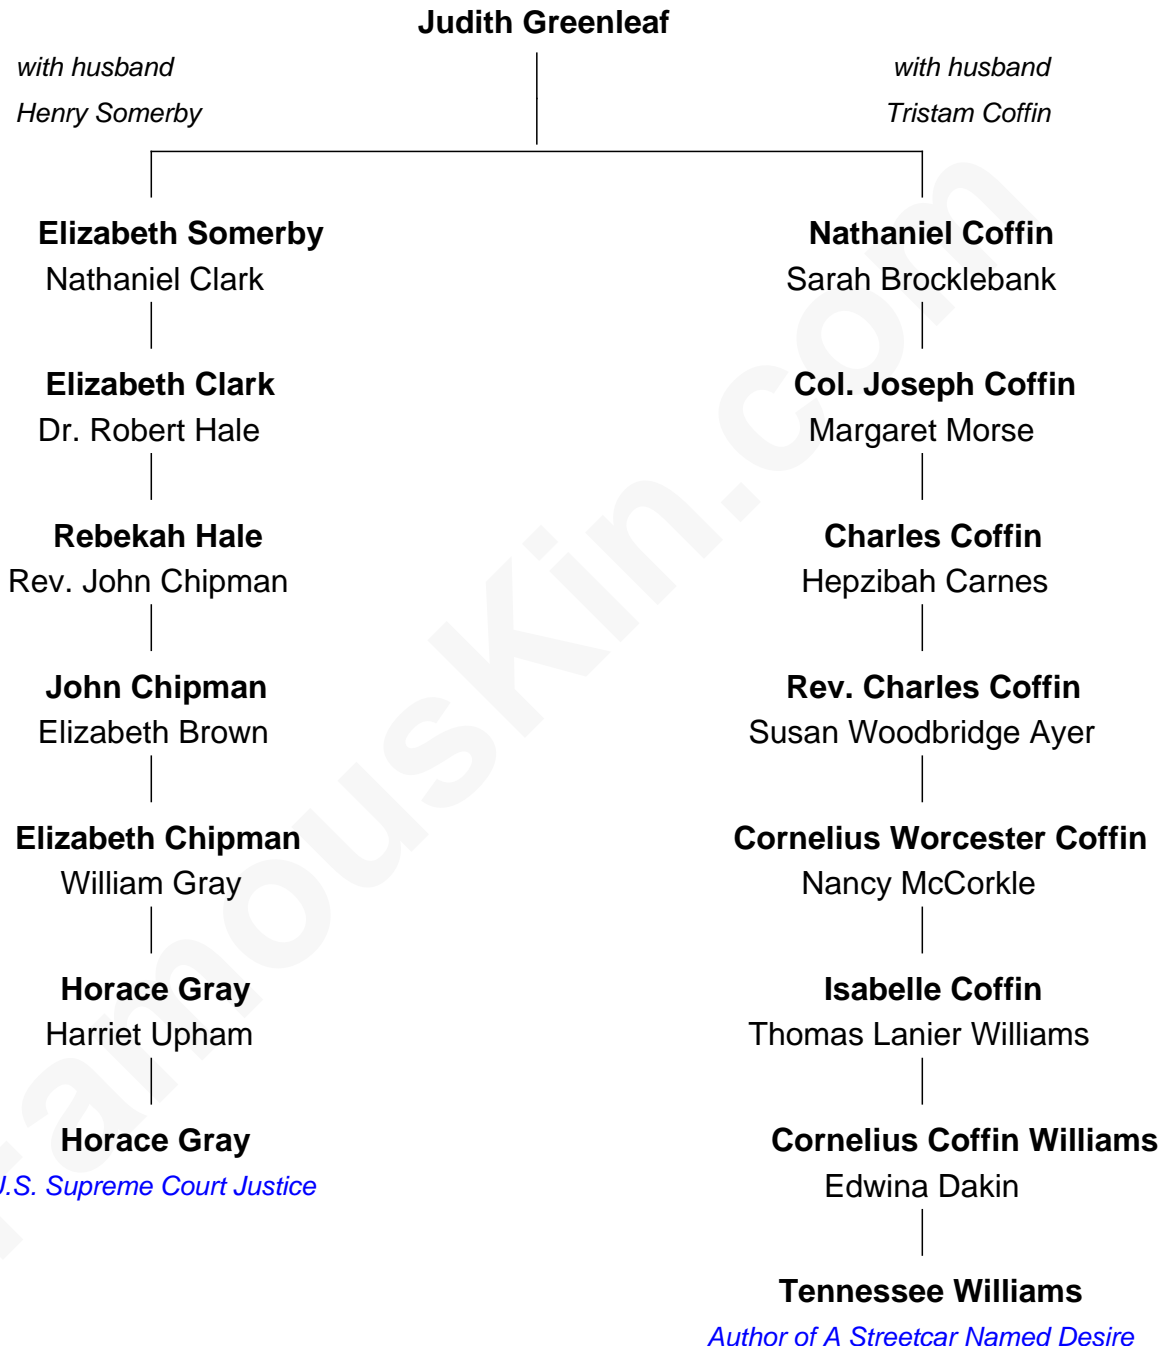 Judith Greenleaf
with husband
Henry Somerby
with husband
Tristam Coffin
Elizabeth Somerby
Nathaniel Clark
Nathaniel Coffin
Sarah Brocklebank
Elizabeth Clark
Dr. Robert Hale
Col. Joseph Coffin
Margaret Morse
Rebekah Hale
Rev. John Chipman
Charles Coffin
Hepzibah Carnes
John Chipman
Elizabeth Brown
Rev. Charles Coffin
Susan Woodbridge Ayer
Elizabeth Chipman
William Gray
Cornelius Worcester Coffin
Nancy McCorkle
Horace Gray
Harriet Upham
Isabelle Coffin
Thomas Lanier Williams
Horace Gray
U.S. Supreme Court Justice
Cornelius Coffin Williams
Edwina Dakin
Tennessee Williams
Author of A Streetcar Named Desire
FamousKin.com